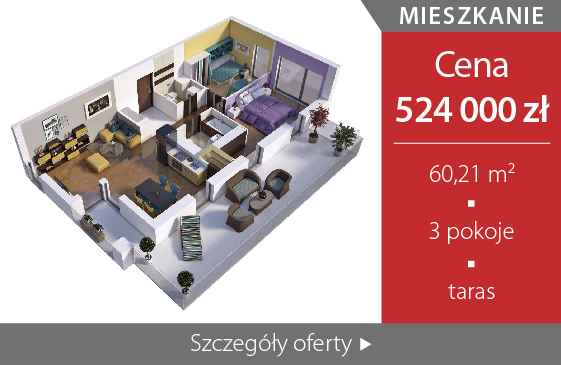 MIESZKANIE
Cena
524 000 zł
60,21 m²
3 pokoje
taras
Szczegóły oferty